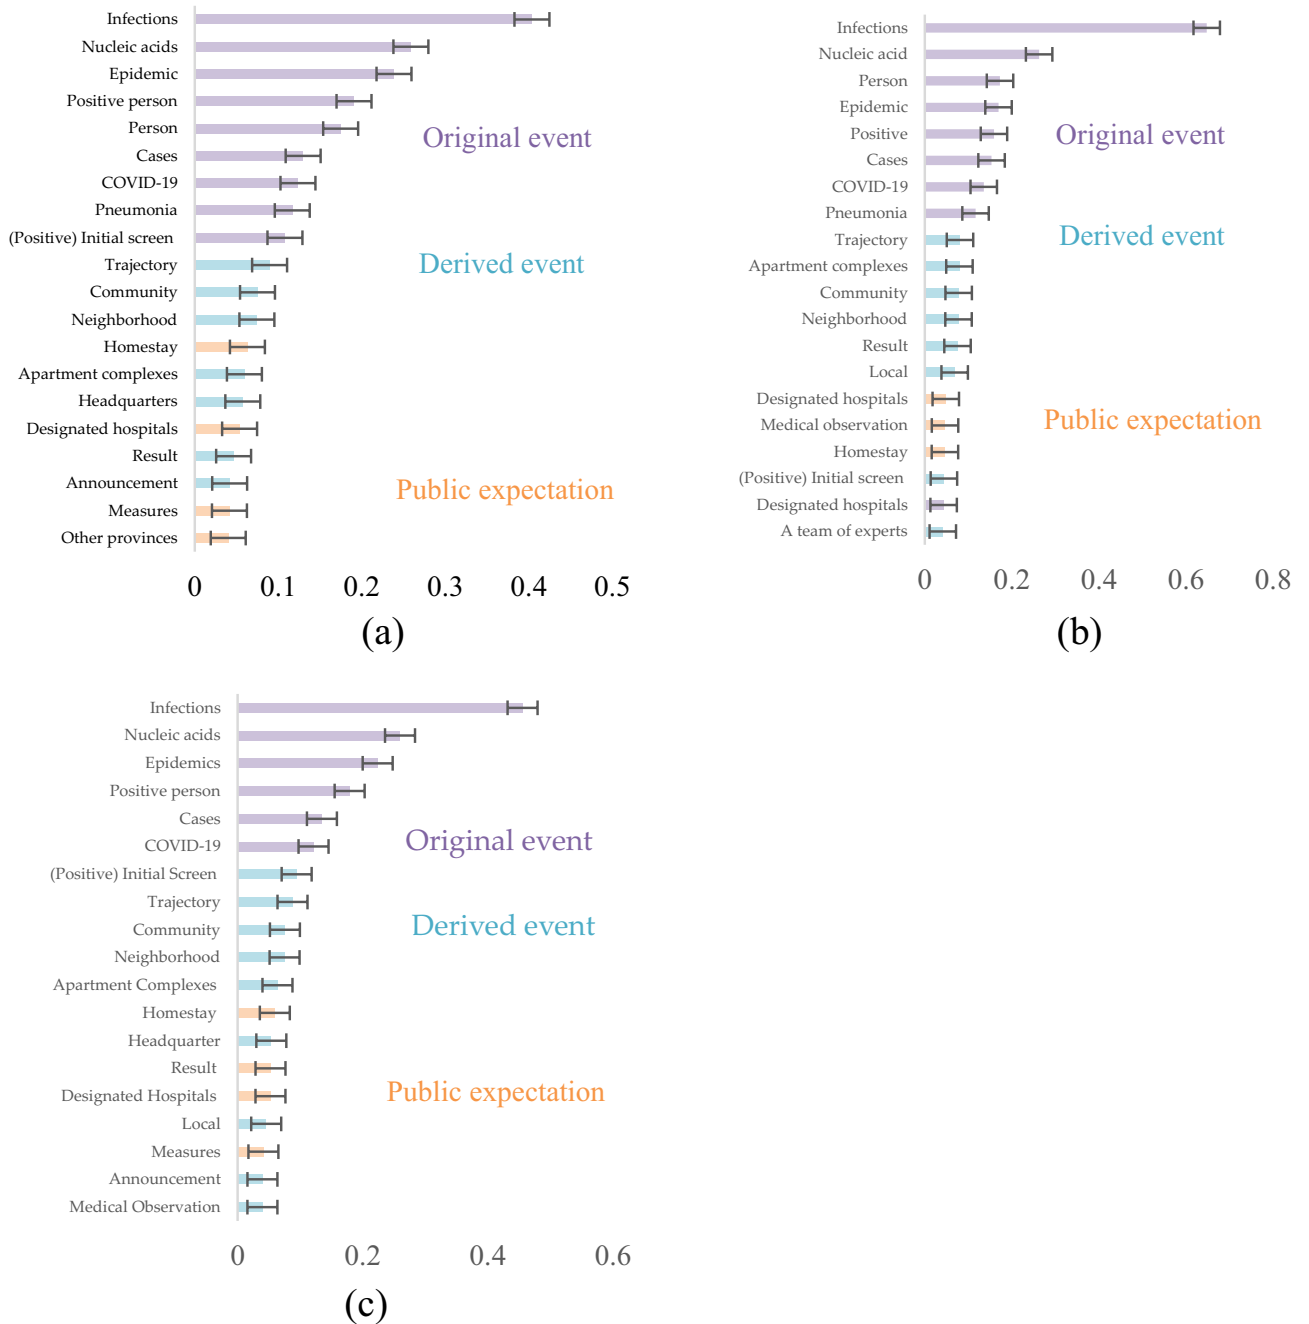 Infections
Nucleic acids
Epidemic
Positive person
Person
Cases
COVID-19
Pneumonia
(Positive) Initial screen
Trajectory
Community
Neighborhood
Homestay
Apartment complexes
Headquarters
Designated hospitals
Result
Announcement
Measures
Other provinces
Original event
Derived event
Public expectation
0 0.1 0.2 0.3 0.4 0.5
(a)
Infections
Nucleic acid
Person
Epidemic
Positive
Cases
COVID-19
Pneumonia
Trajectory
Apartment complexes
Community
Neighborhood
Result
Local
Designated hospitals
Medical observation
Homestay
(Positive) Initial screen
Designated hospitals
A team of experts
Original event
Derived event
Public expectation
0 0.2 0.4 0.6 0.8
(b)
Infections
Nucleic acids
Epidemics
Positive person
Cases
COVID-19
(Positive) Initial Screen
Trajectory
Community
Neighborhood
Apartment Complexes
Homestay
Headquarter
Result
Designated Hospitals
Local
Measures
Announcement
Medical Observation
Original event
Derived event
Public expectation
0 0.2 0.4 0.6
(c)